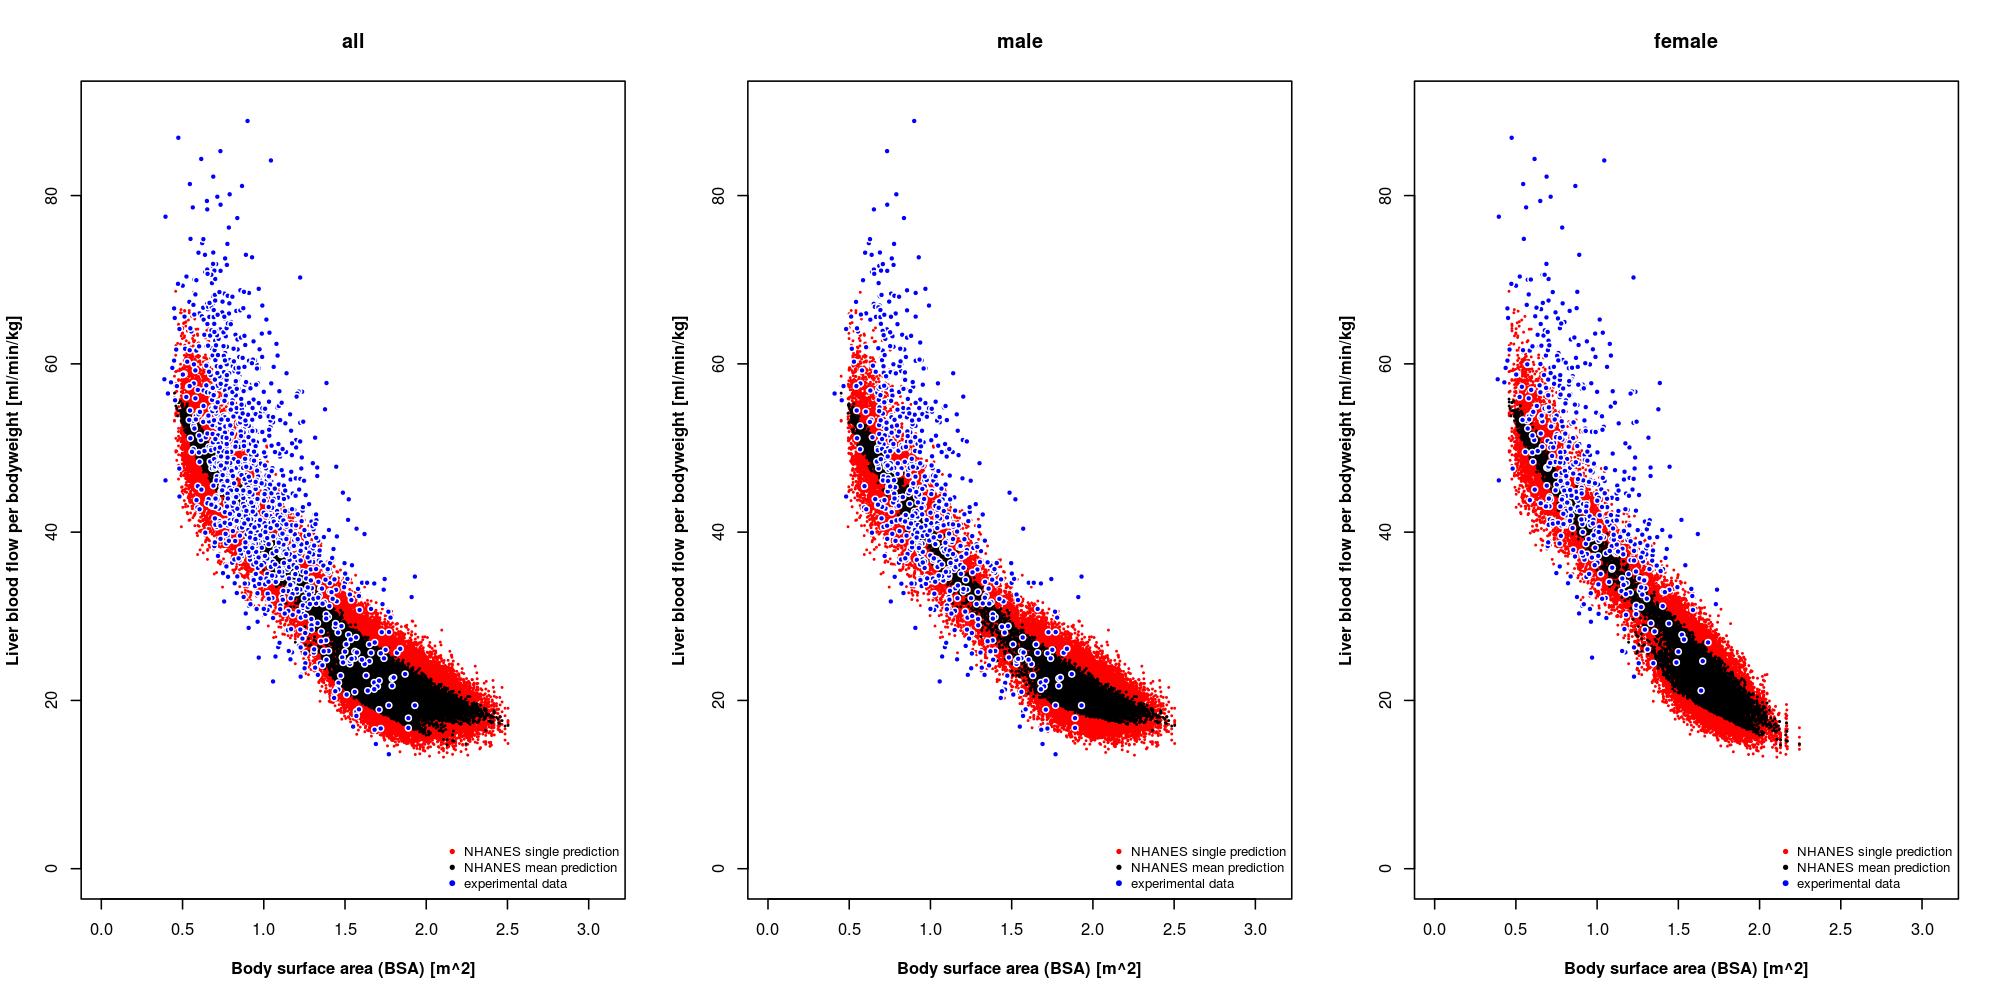 all
Liver blood flow per bodyweight [ml/min/kg]
80
60
40
20
0
NHANES single prediction
NHANES mean prediction
experimental data
0.0 0.5 1.0 1.5 2.0 2.5 3.0
Body surface area (BSA) [m^2]
male
Liver blood flow per bodyweight [ml/min/kg]
80
60
40
20
0
NHANES single prediction
NHANES mean prediction
experimental data
0.0 0.5 1.0 1.5 2.0 2.5 3.0
Body surface area (BSA) [m^2]
female
Liver blood flow per bodyweight [ml/min/kg]
80
60
40
20
0
NHANES single prediction
NHANES mean prediction
experimental data
0.0 0.5 1.0 1.5 2.0 2.5 3.0
Body surface area (BSA) [m^2]